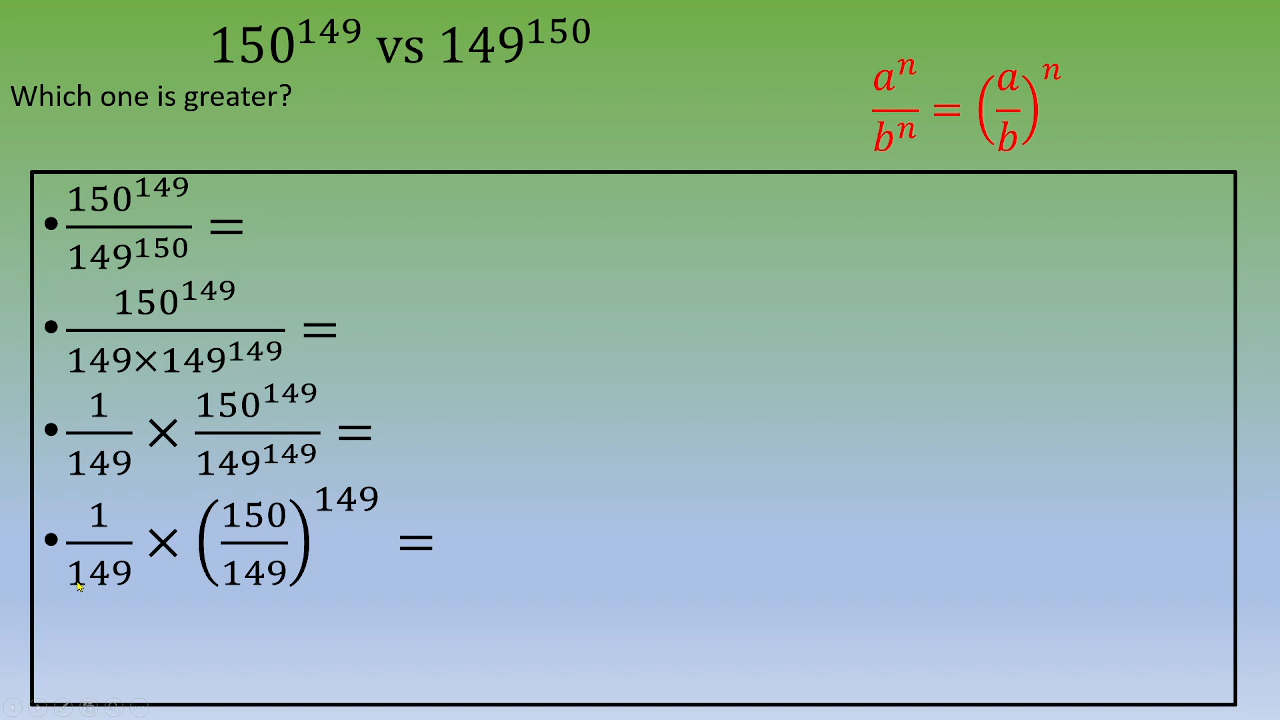 150^149 vs 149^150
Which one is greater?
a^n/b^n = (a/b)^n
• 150^149/149^150 =
• 150^149/(149×149^149) =
• 1/149 × 150^149/149^149 =
• 1/149 × (150/149)^149 =